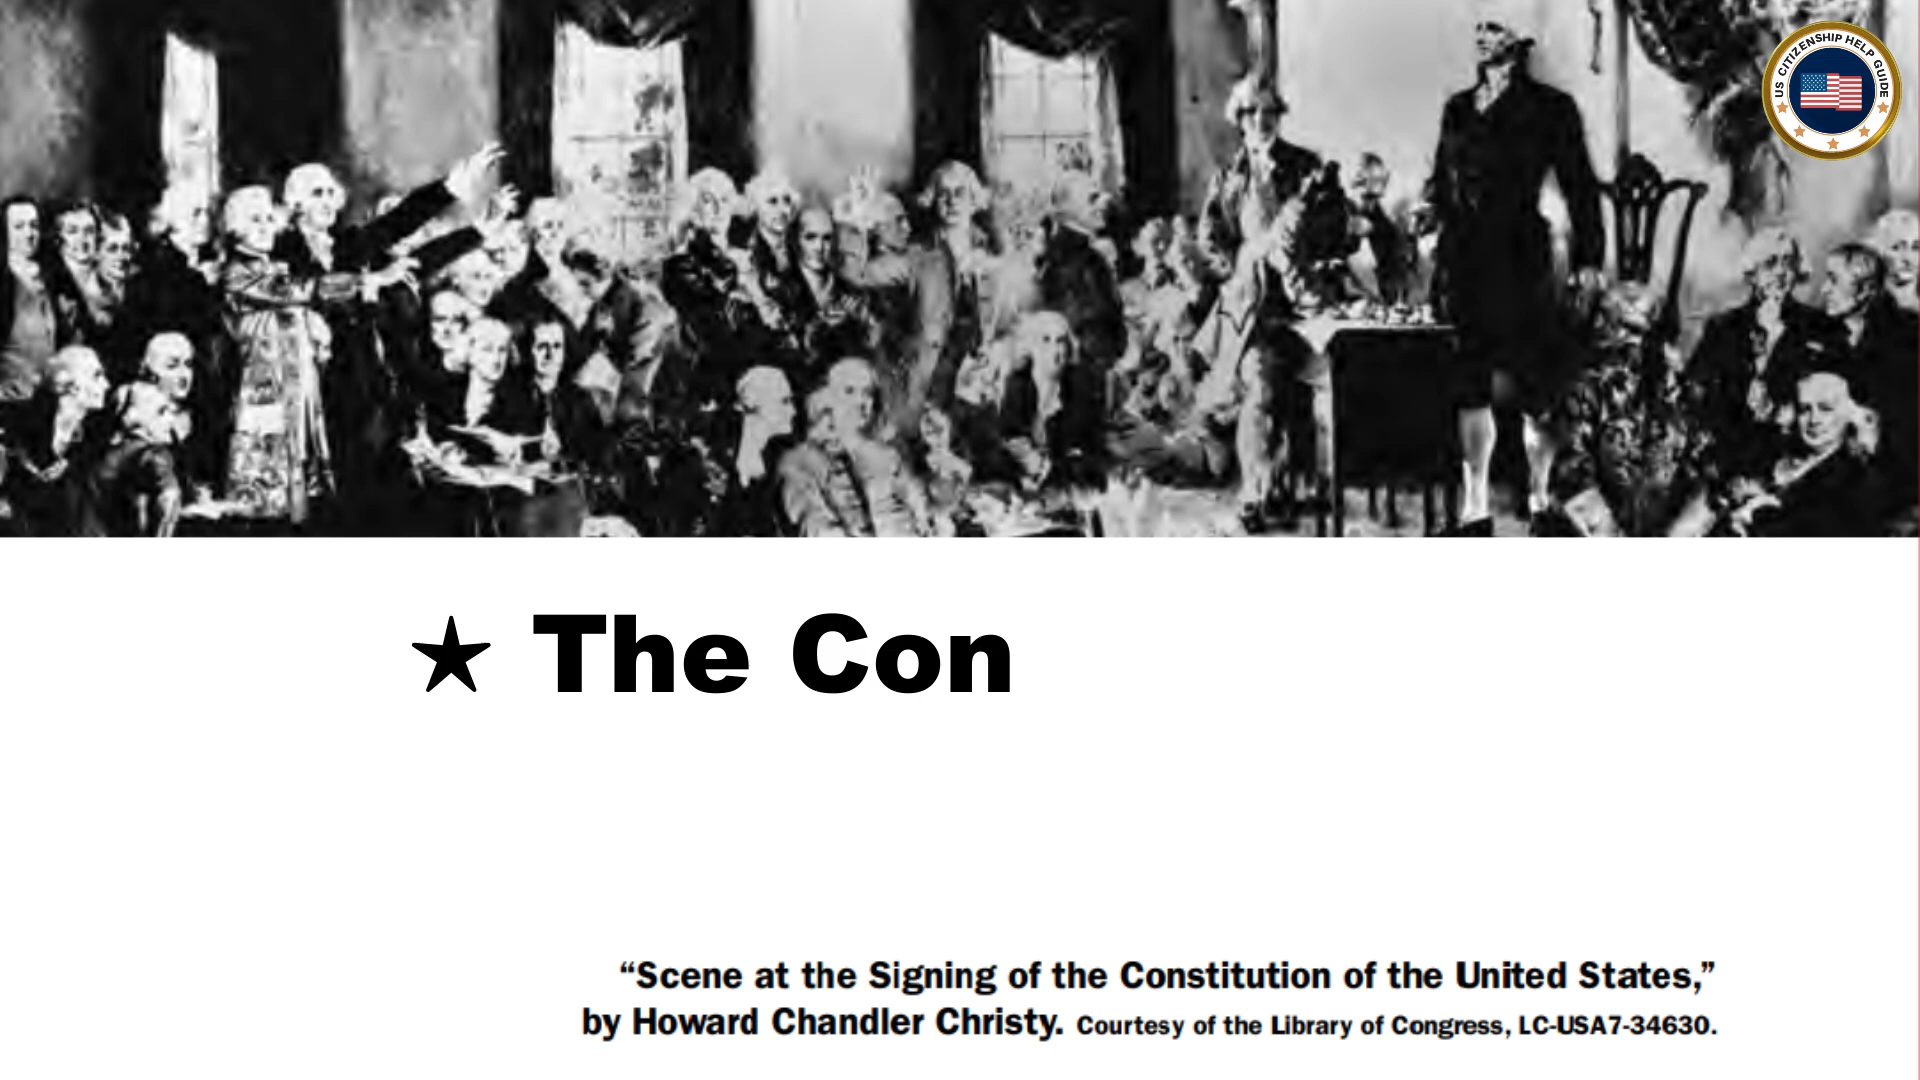 US CITIZENSHIP HELP GUIDE
★ The Con
“Scene at the Signing of the Constitution of the United States,”
by Howard Chandler Christy. Courtesy of the Library of Congress, LC-USA7-34630.